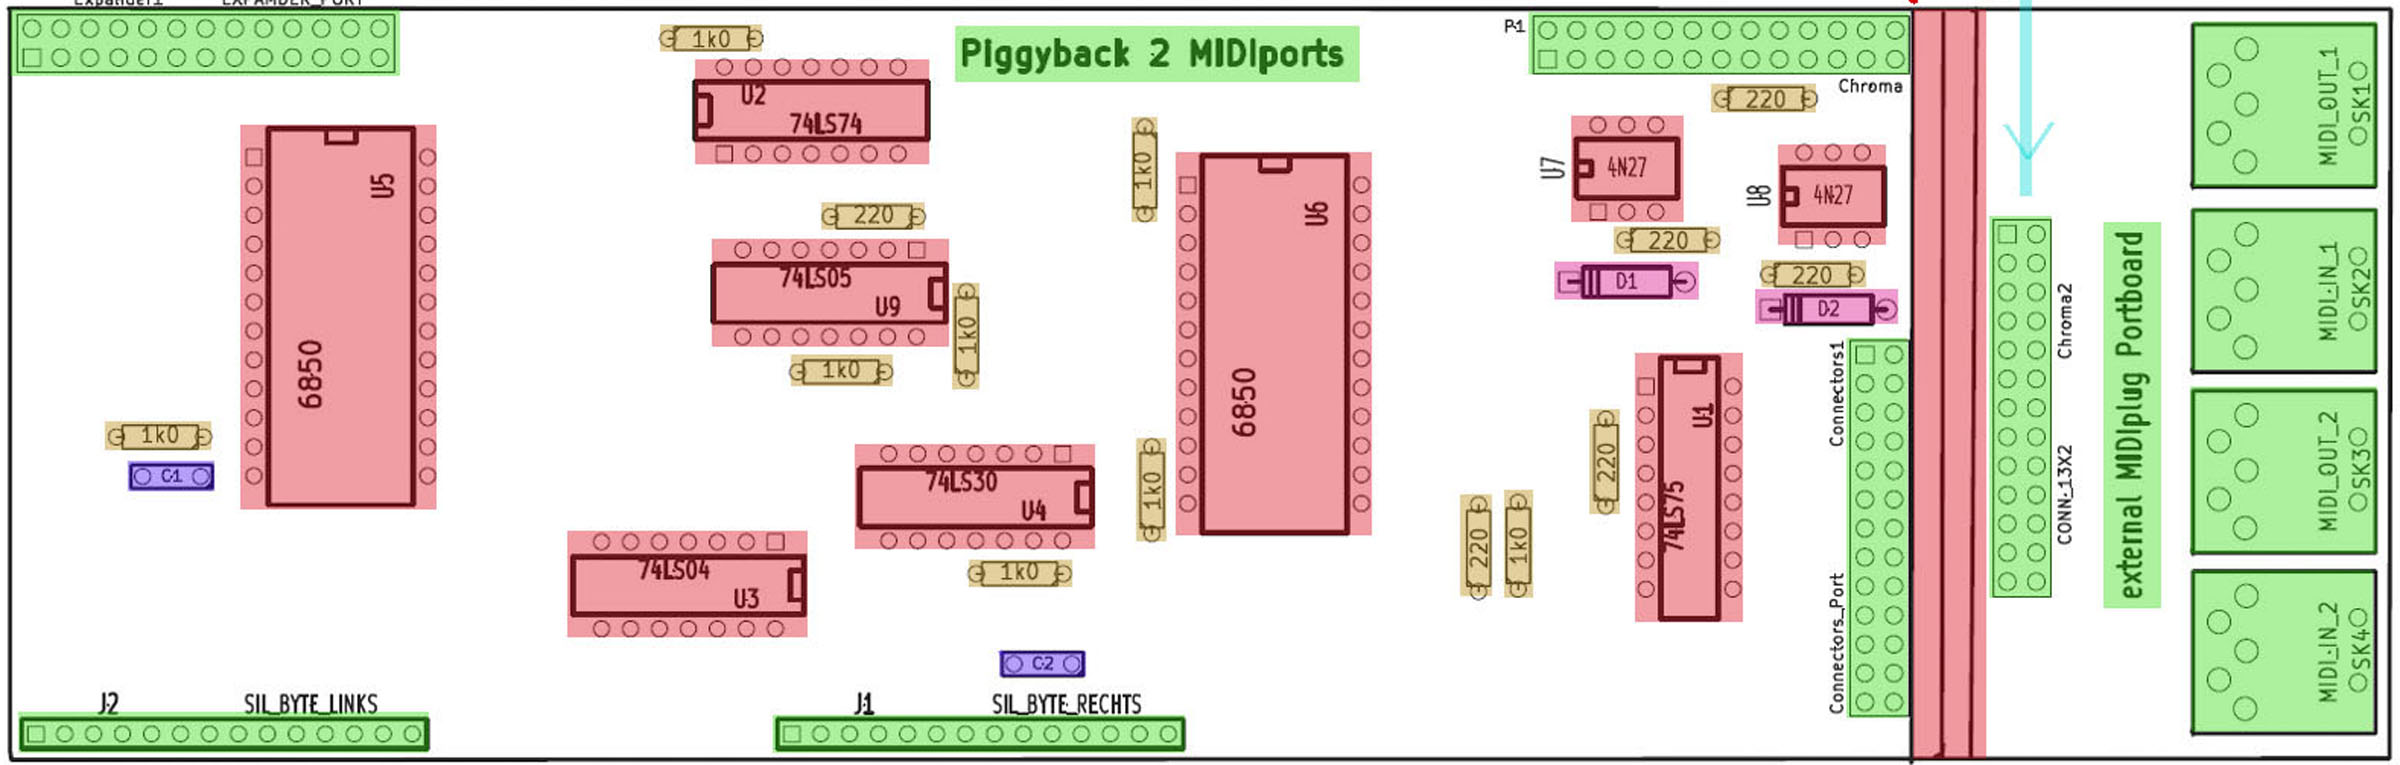 Expander1 EXPANDER_PORT
1k0
U2
74LS74
Piggyback 2 MIDIports
P1
Chroma
220
U5
6850
1k0
C1
220
74LS05
U9
1k0
1k0
1k0
U6
6850
U7
4N27
U8
4N27
220
D1
220
D2
74LS30
U4
1k0
1k0
74LS04
U3
C2
220
1k0
220
U1
74LS75
Connectors1
Connectors_Port
Chroma2
CONN_13X2
external MIDIplug Portboard
MIDI_OUT_1
SK1
MIDI_IN_1
SK2
MIDI_OUT_2
SK3
MIDI_IN_2
SK4
J2 SIL_BYTE_LINKS
J1 SIL_BYTE_RECHTS